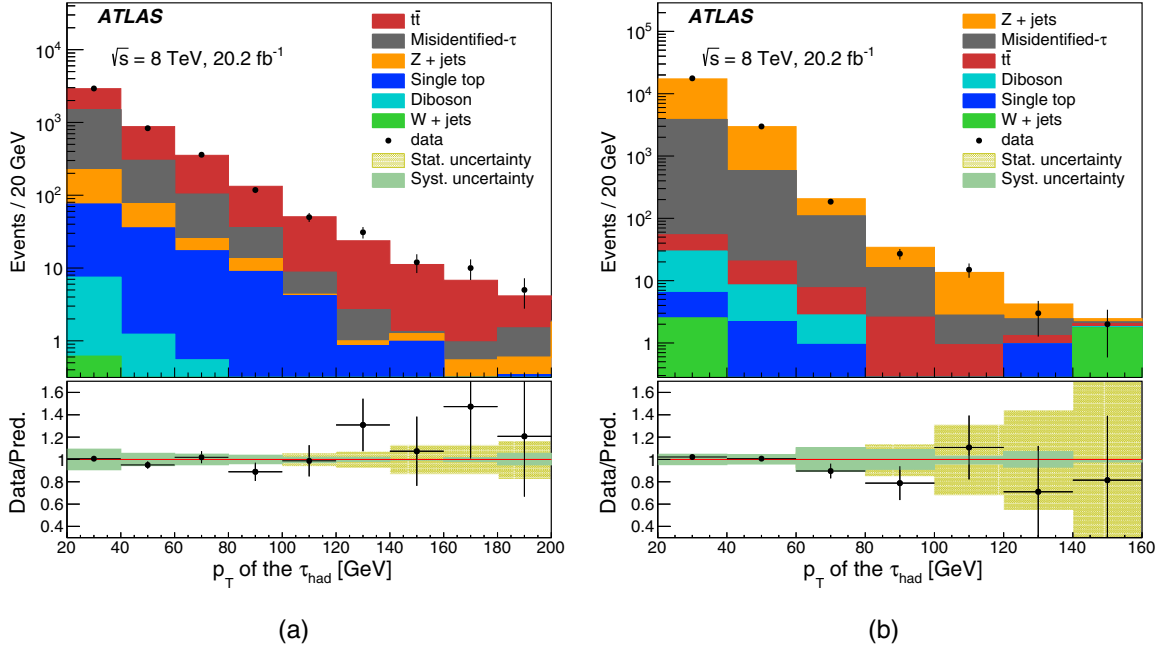 ATLAS
√s = 8 TeV, 20.2 fb⁻¹
tt̄
Misidentified-τ
Z + jets
Single top
Diboson
W + jets
data
Stat. uncertainty
Syst. uncertainty
Events / 20 GeV
10⁴
10³
10²
10
1
Data/Pred.
1.6
1.4
1.2
1
0.8
0.6
0.4
20 40 60 80 100 120 140 160 180 200
p_T of the τ_had [GeV]
(a)
ATLAS
√s = 8 TeV, 20.2 fb⁻¹
Z + jets
Misidentified-τ
tt̄
Diboson
Single top
W + jets
data
Stat. uncertainty
Syst. uncertainty
Events / 20 GeV
10⁵
10⁴
10³
10²
10
1
Data/Pred.
1.6
1.4
1.2
1
0.8
0.6
0.4
20 40 60 80 100 120 140 160
p_T of the τ_had [GeV]
(b)